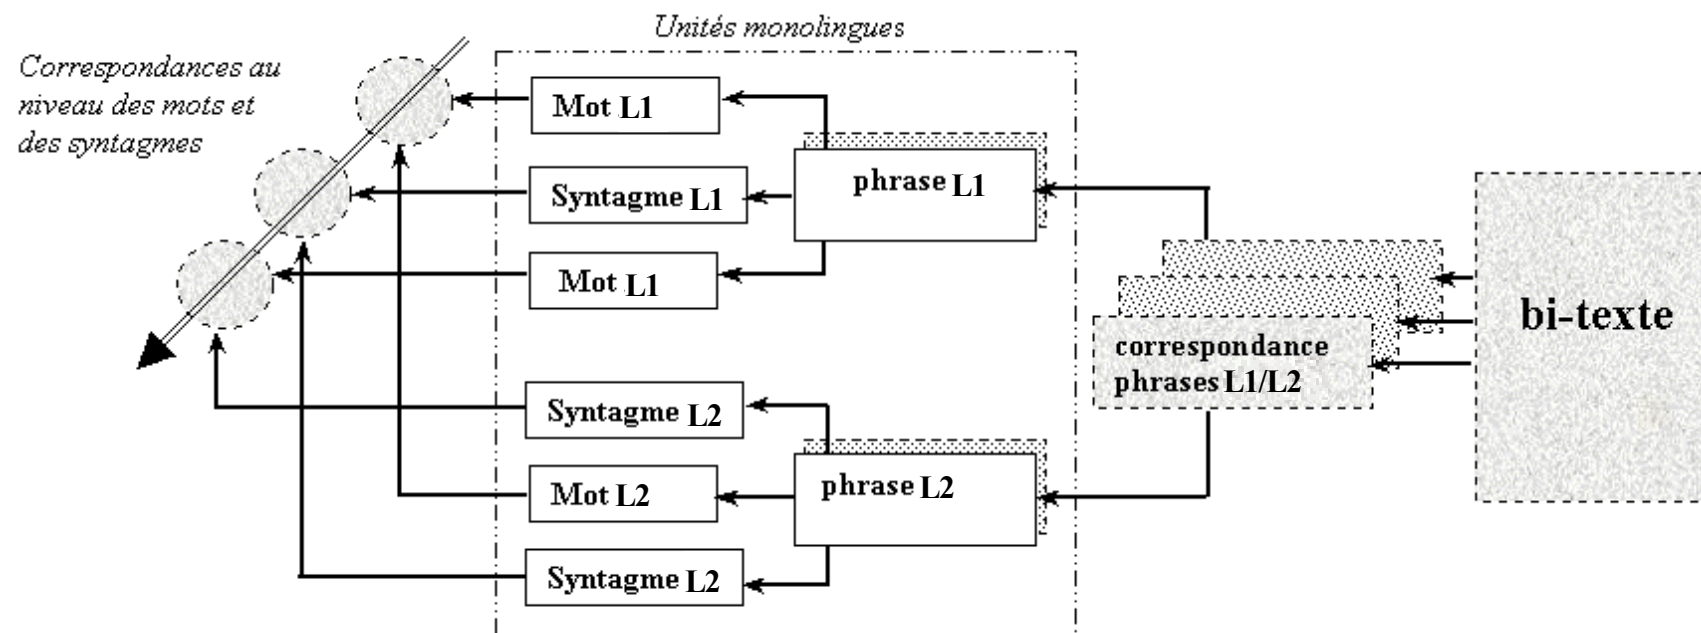 Unités monolingues
Correspondances au
niveau des mots et
des syntagmes
Mot L1
Syntagme L1
Mot L1
phrase L1
Syntagme L2
Mot L2
Syntagme L2
phrase L2
correspondance
phrases L1/L2
bi-texte